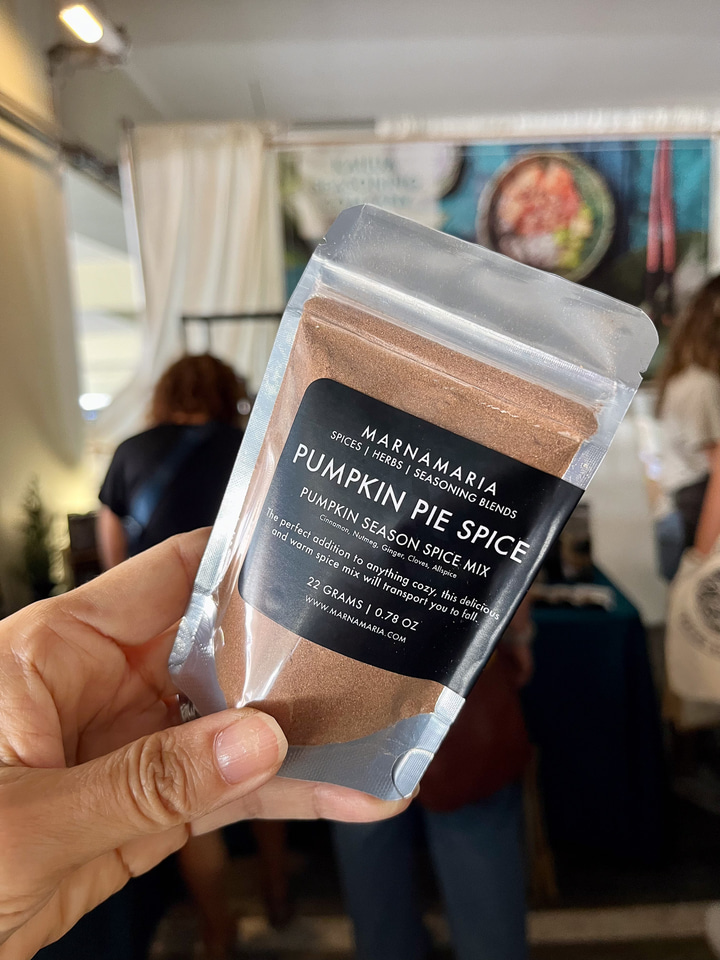 MARNAMARIA
SPICES | HERBS | SEASONING BLENDS
PUMPKIN PIE SPICE
PUMPKIN SEASON SPICE MIX
Cinnamon, Nutmeg, Ginger, Cloves, Allspice
The perfect addition to anything cozy, this delicious
and warm spice mix will transport you to fall.
22 GRAMS | 0.78 OZ
WWW.MARNAMARIA.COM